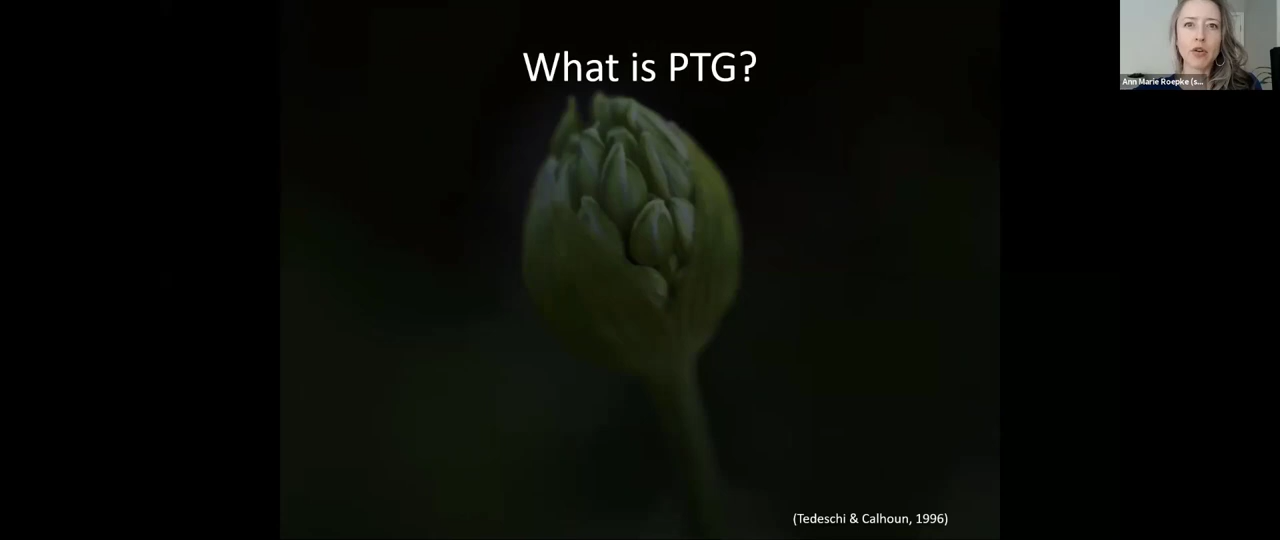 What is PTG?
Ann Marie Roepke (s...
(Tedeschi & Calhoun, 1996)